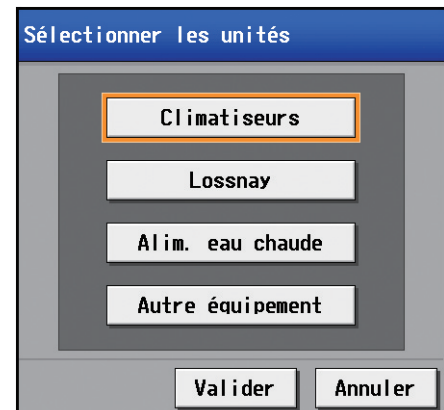 Sélectionner les unités
Climatiseurs
Lossnay
Alim. eau chaude
Autre équipement
Valider Annuler